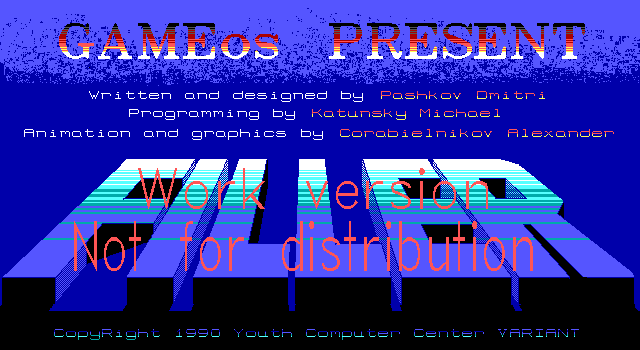 GAMEos PRESENT
Written and designed by Pashkov Dmitri
Programming by Katunsky Michael
Animation and graphics by Corabielnikov Alexander
FILLER
Work version
Not for distribution
CopyRight 1990 Youth Computer Center VARIANT